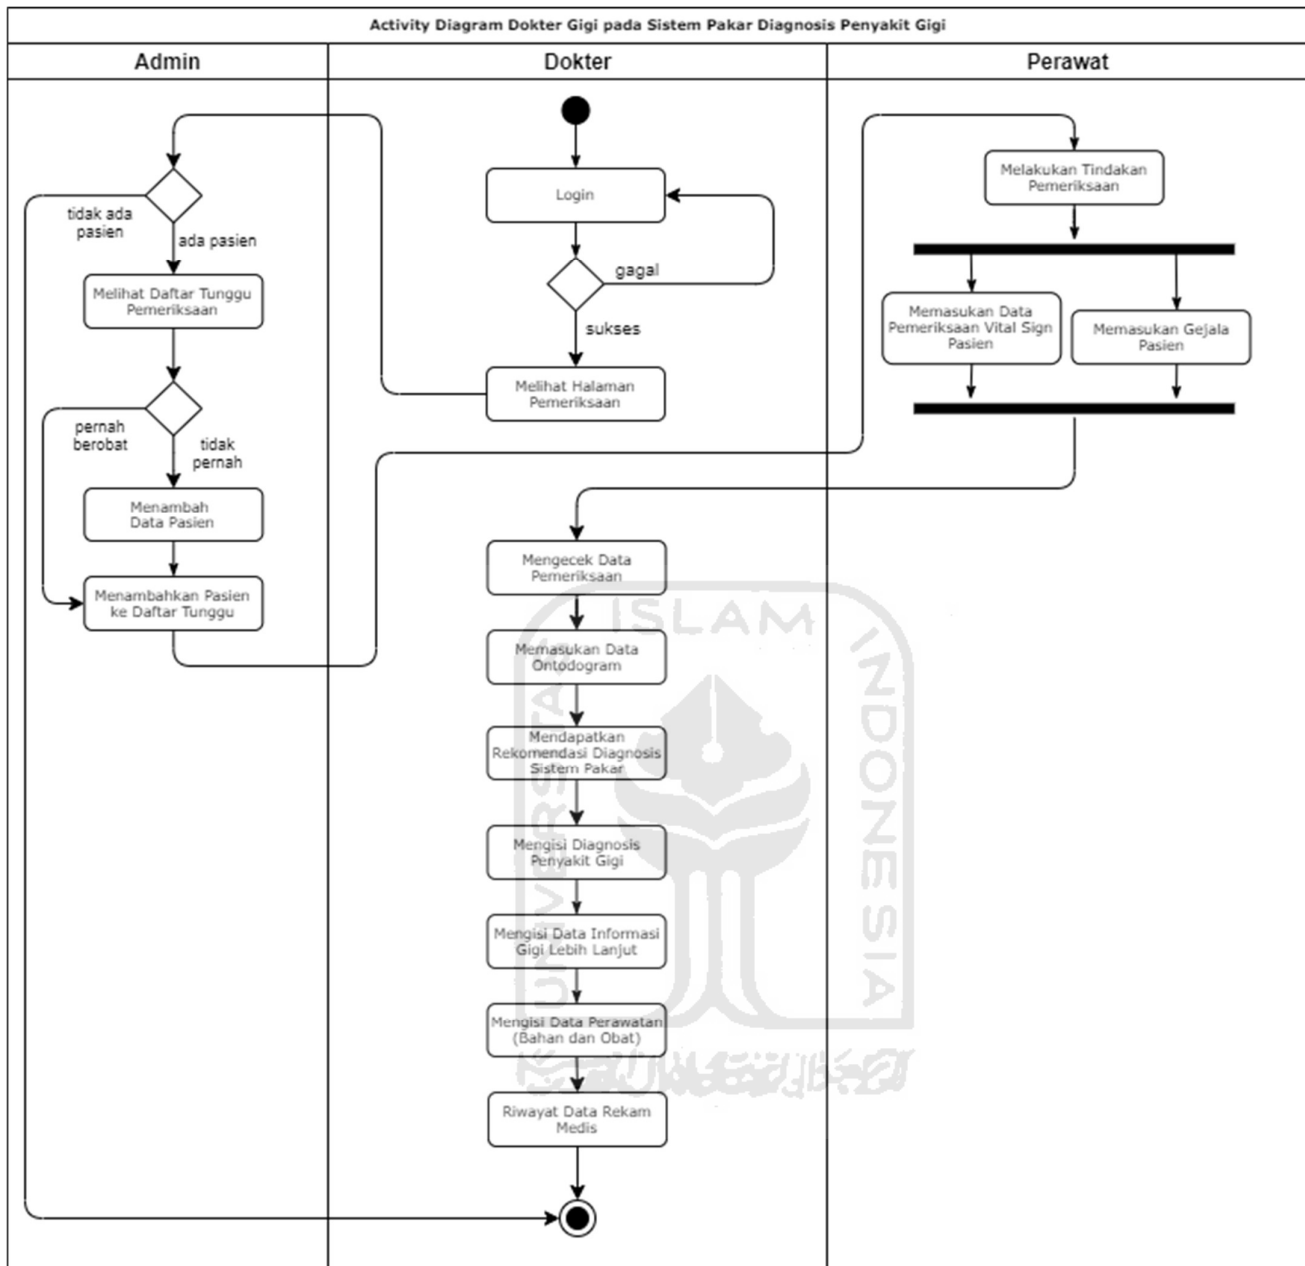 Activity Diagram Dokter Gigi pada Sistem Pakar Diagnosis Penyakit Gigi
Admin
Dokter
Perawat
tidak ada
pasien
ada pasien
Melihat Daftar Tunggu
Pemeriksaan
pernah
berobat
tidak
pernah
Menambah
Data Pasien
Menambahkan Pasien
ke Daftar Tunggu
Login
gagal
sukses
Melihat Halaman
Pemeriksaan
Melakukan Tindakan
Pemeriksaan
Memasukan Data
Pemeriksaan Vital Sign
Pasien
Memasukan Gejala
Pasien
Mengecek Data
Pemeriksaan
Memasukan Data
Ontodogram
Mendapatkan
Rekomendasi Diagnosis
Sistem Pakar
Mengisi Diagnosis
Penyakit Gigi
Mengisi Data Informasi
Gigi Lebih Lanjut
Mengisi Data Perawatan
(Bahan dan Obat)
Riwayat Data Rekam
Medis
UNIVERSITAS
ISLAM
INDONESIA